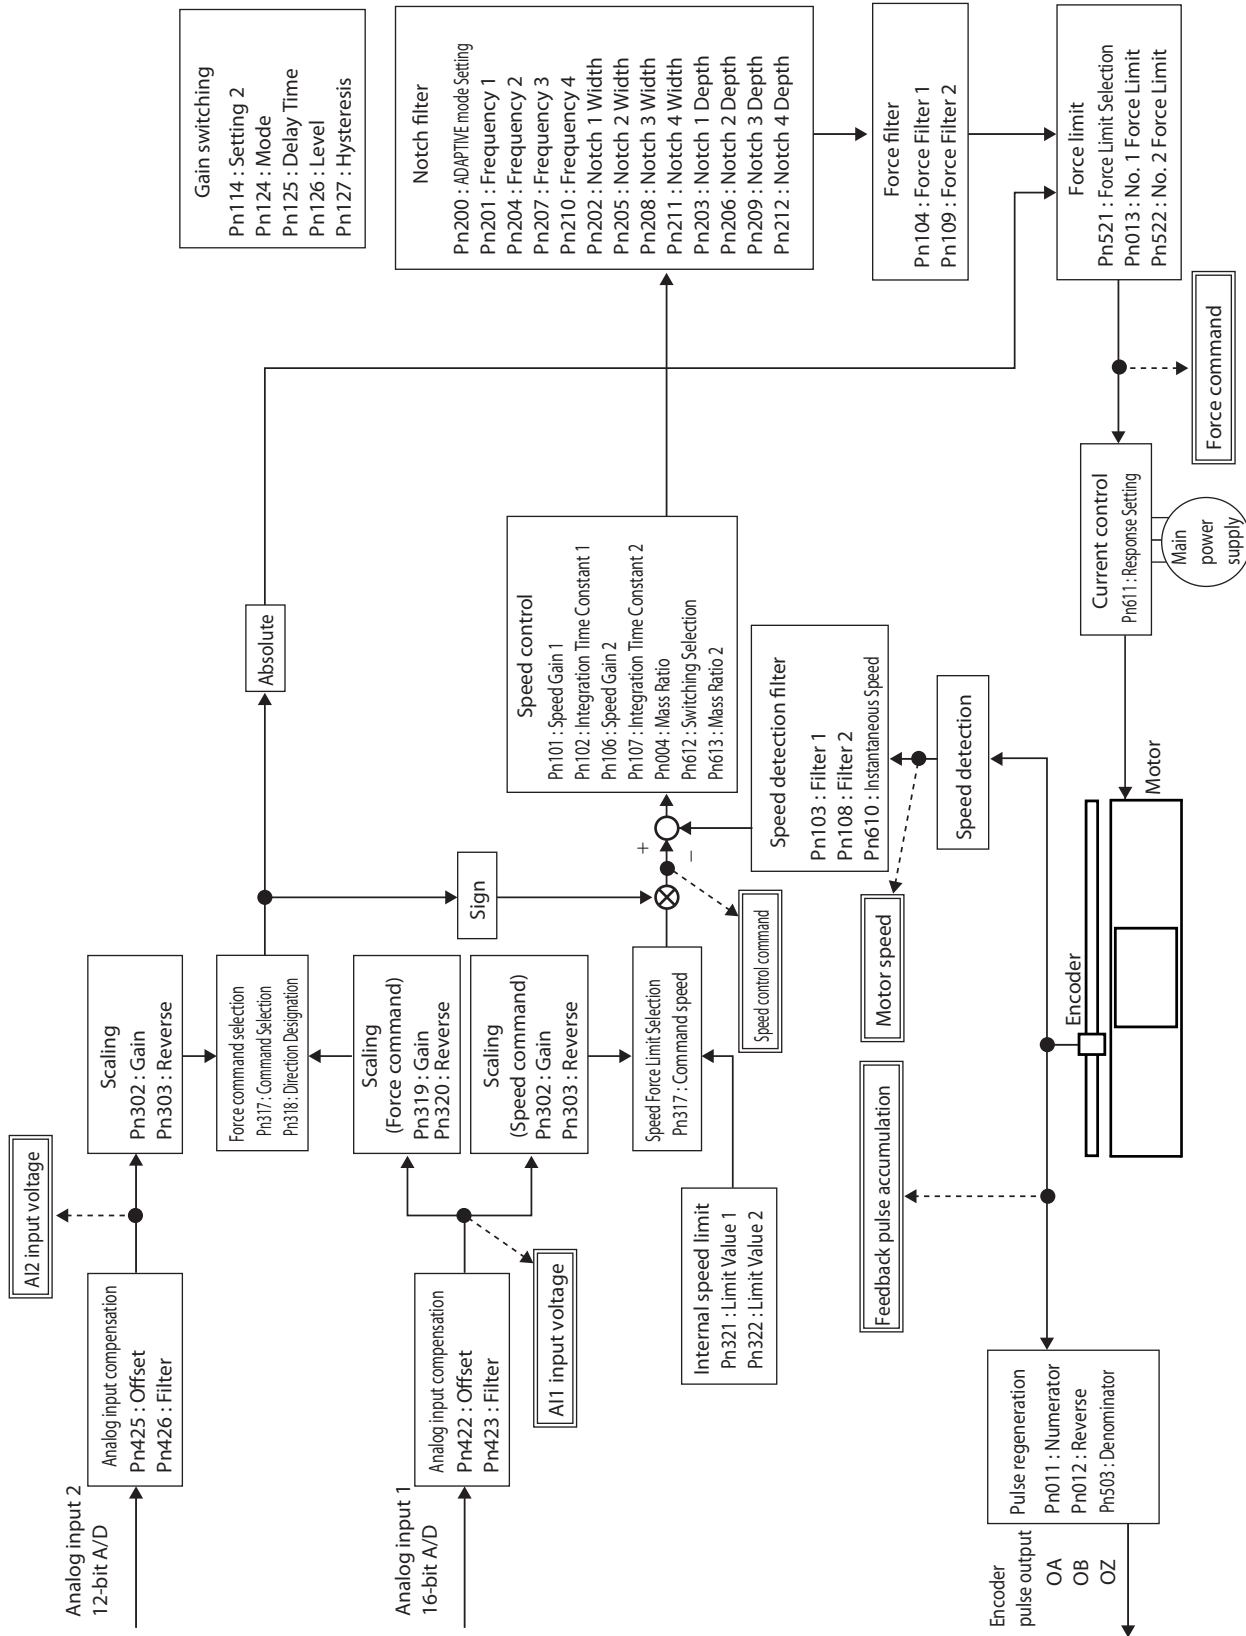 Analog input 2
12-bit A/D
Analog input compensation
Pn425 : Offset
Pn426 : Filter
AI2 input voltage
Scaling
Pn302 : Gain
Pn303 : Reverse
Force command selection
Pn317 : Command Selection
Pn318 : Direction Designation
Absolute
Gain switching
Pn114 : Setting 2
Pn124 : Mode
Pn125 : Delay Time
Pn126 : Level
Pn127 : Hysteresis
Analog input 1
16-bit A/D
Analog input compensation
Pn422 : Offset
Pn423 : Filter
AI1 input voltage
Scaling
(Force command)
Pn319 : Gain
Pn320 : Reverse
Scaling
(Speed command)
Pn302 : Gain
Pn303 : Reverse
Sign
Internal speed limit
Pn321 : Limit Value 1
Pn322 : Limit Value 2
Speed Force Limit Selection
Pn317 : Command speed
+
−
Speed control command
Speed control
Pn101 : Speed Gain 1
Pn102 : Integration Time Constant 1
Pn106 : Speed Gain 2
Pn107 : Integration Time Constant 2
Pn004 : Mass Ratio
Pn612 : Switching Selection
Pn613 : Mass Ratio 2
Notch filter
Pn200 : ADAPTIVE mode Setting
Pn201 : Frequency 1
Pn204 : Frequency 2
Pn207 : Frequency 3
Pn210 : Frequency 4
Pn202 : Notch 1 Width
Pn205 : Notch 2 Width
Pn208 : Notch 3 Width
Pn211 : Notch 4 Width
Pn203 : Notch 1 Depth
Pn206 : Notch 2 Depth
Pn209 : Notch 3 Depth
Pn212 : Notch 4 Depth
Speed detection filter
Pn103 : Filter 1
Pn108 : Filter 2
Pn610 : Instantaneous Speed
Force filter
Pn104 : Force Filter 1
Pn109 : Force Filter 2
Feedback pulse accumulation
Motor speed
Speed detection
Force limit
Pn521 : Force Limit Selection
Pn013 : No. 1 Force Limit
Pn522 : No. 2 Force Limit
Pulse regeneration
Pn011 : Numerator
Pn012 : Reverse
Pn503 : Denominator
Encoder
pulse output
OA
OB
OZ
Encoder
Motor
Current control
Pn611 : Response Setting
Main
power
supply
Force command